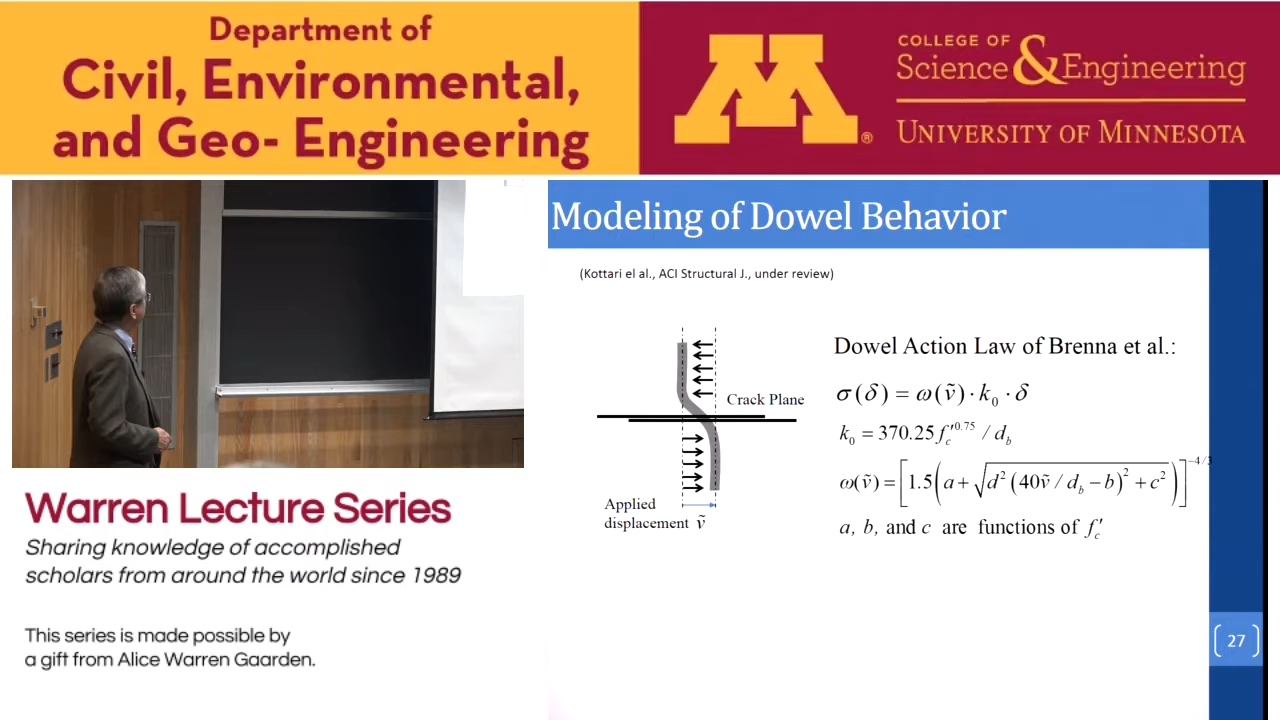 Department of
Civil, Environmental,
and Geo- Engineering
M®
COLLEGE OF
Science & Engineering
UNIVERSITY OF MINNESOTA
Modeling of Dowel Behavior
(Kottari el al., ACI Structural J., under review)
Dowel Action Law of Brenna et al.:
σ(δ) = ω(ṽ) · k₀ · δ
Crack Plane
k₀ = 370.25 f′c^0.75 / d_b
ω(ṽ) = [1.5(a + √(d² (40ṽ / d_b − b)² + c²))]^−4/3
Applied
displacement ṽ
a, b, and c are functions of f′c
Warren Lecture Series
Sharing knowledge of accomplished
scholars from around the world since 1989
This series is made possible by
a gift from Alice Warren Gaarden.
27